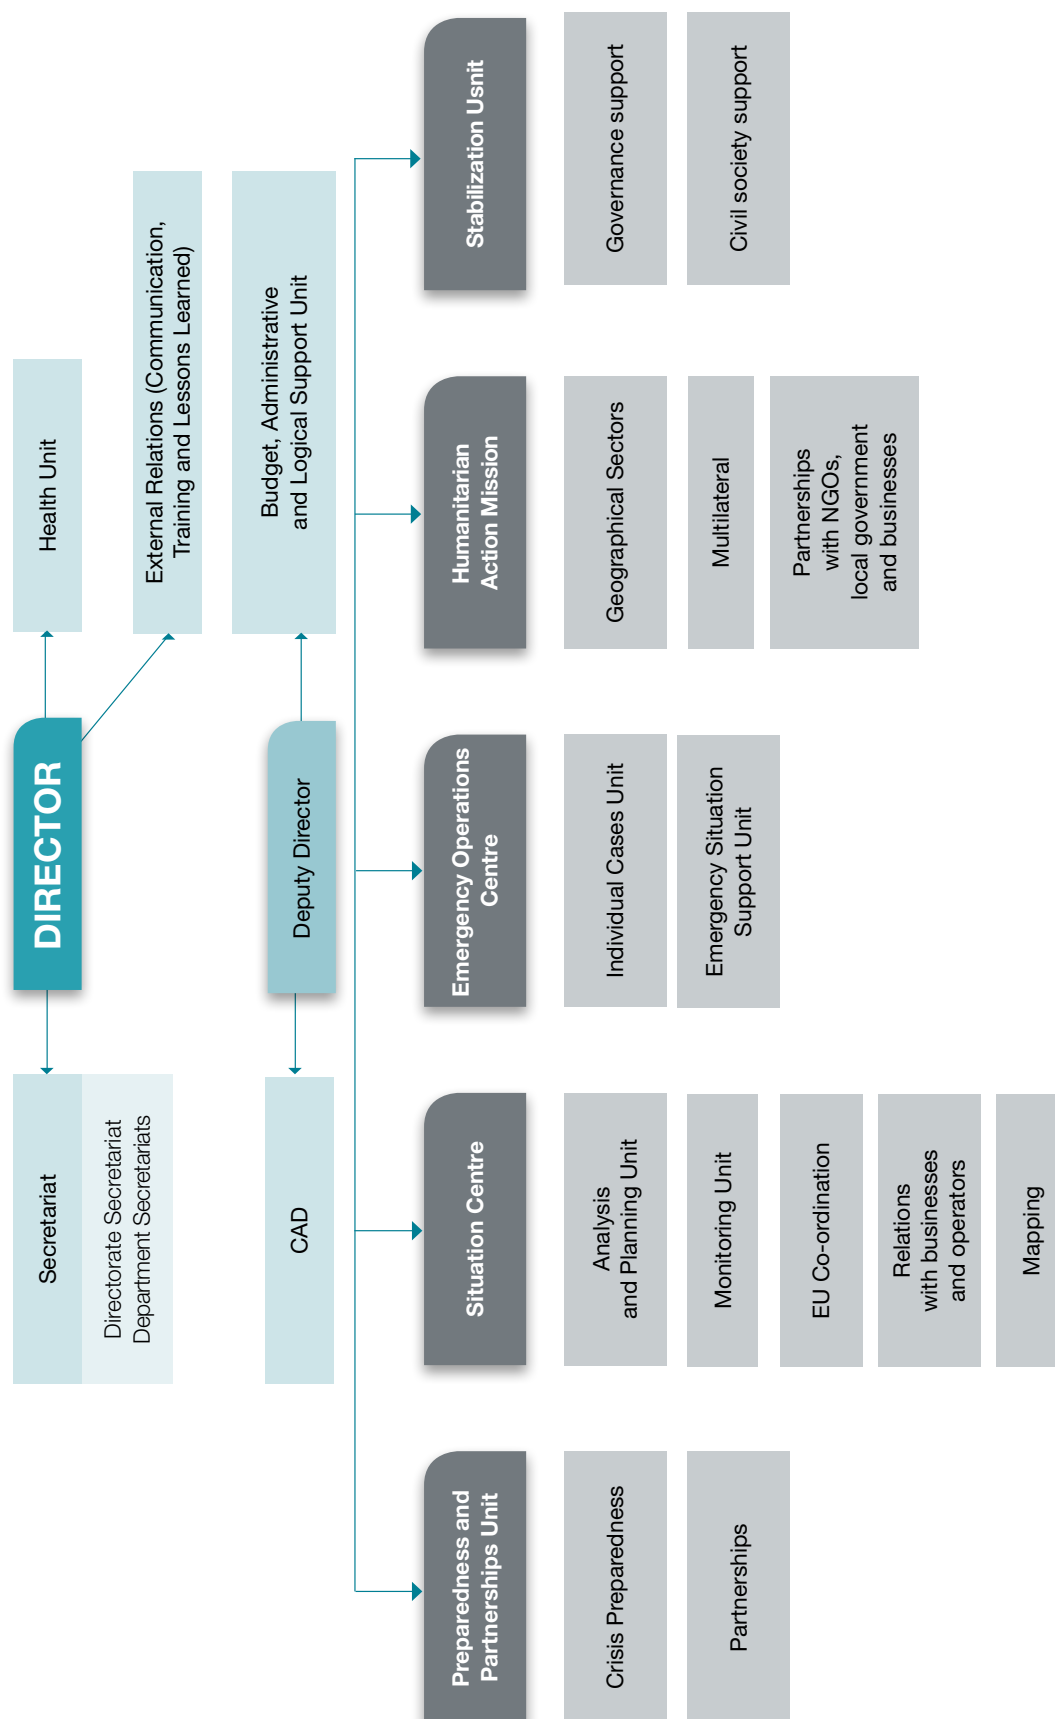 DIRECTOR
Secretariat
Directorate Secretariat
Department Secretariats
Health Unit
External Relations (Communication,
Training and Lessons Learned)
Deputy Director
CAD
Budget, Administrative
and Logical Support Unit
Preparedness and
Partnerships Unit
Crisis Preparedness
Partnerships
Situation Centre
Analysis
and Planning Unit
Monitoring Unit
EU Co-ordination
Relations
with businesses
and operators
Mapping
Emergency Operations
Centre
Individual Cases Unit
Emergency Situation
Support Unit
Humanitarian
Action Mission
Geographical Sectors
Multilateral
Partnerships
with NGOs,
local government
and businesses
Stabilization Usnit
Governance support
Civil society support